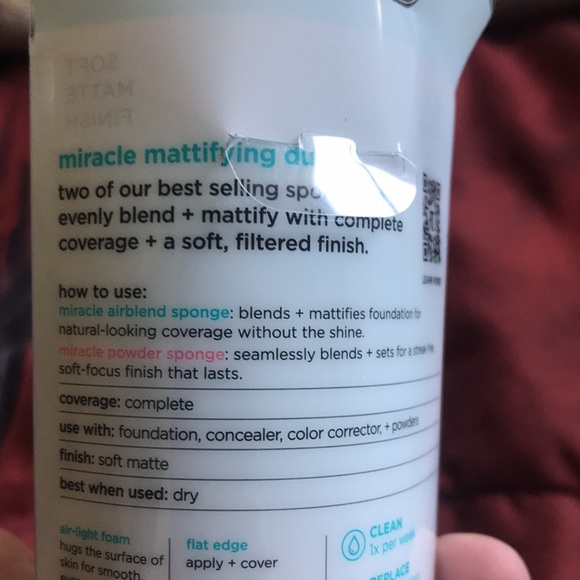 SOFT
MATTE
FINISH
miracle mattifying du
two of our best selling spo
evenly blend + mattify with complete
coverage + a soft, filtered finish.
how to use:
miracle airblend sponge: blends + mattifies foundation for
natural-looking coverage without the shine.
miracle powder sponge: seamlessly blends + sets for a streak-free,
soft-focus finish that lasts.
coverage: complete
use with: foundation, concealer, color corrector, + powders
finish: soft matte
best when used: dry
air-light foam
hugs the surface of
skin for smooth,
flat edge
apply + cover
CLEAN
1x per week
REPLACE